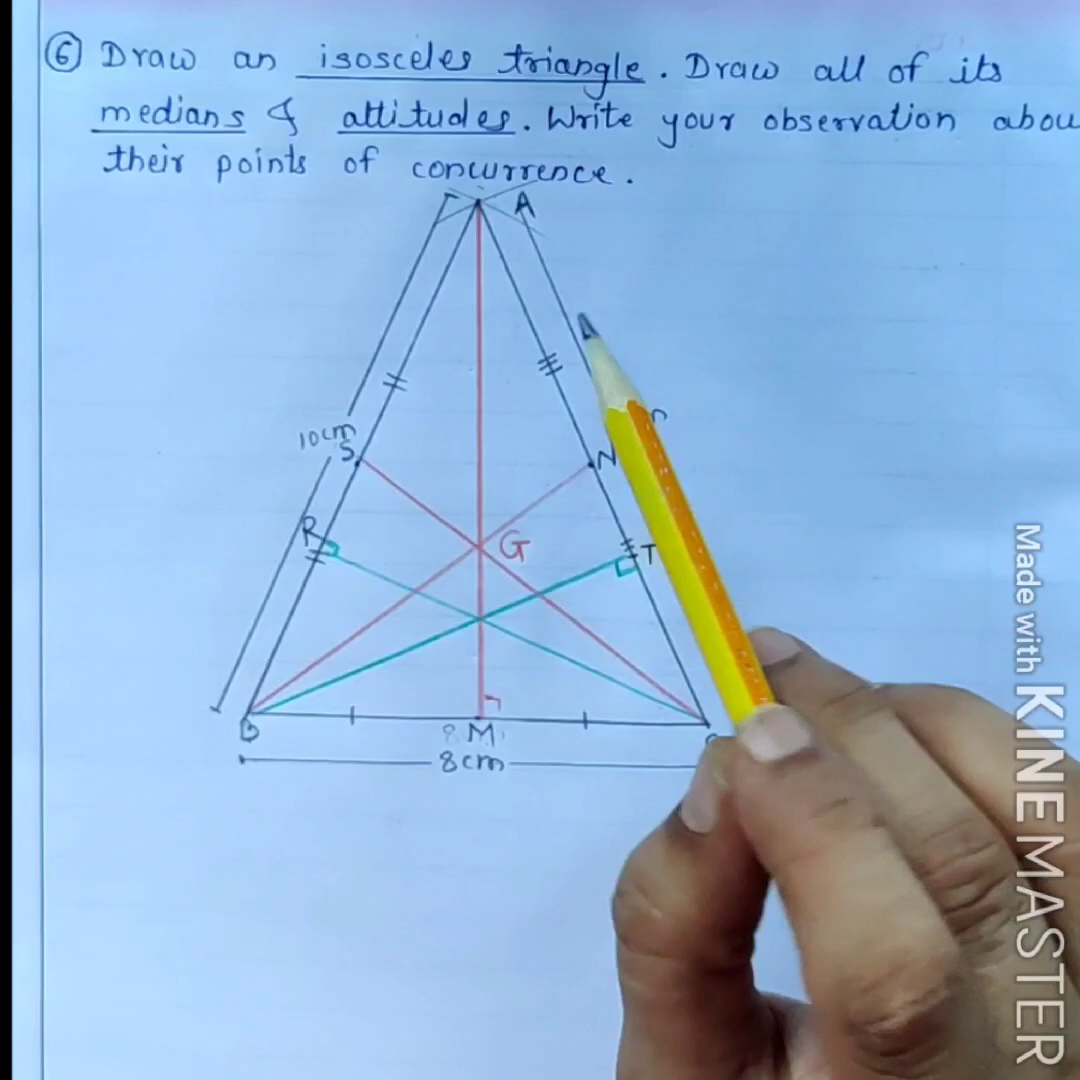 ⑥ Draw an isosceles triangle. Draw all of its
medians & attitudes. Write your observation abou
their points of concurrence.
A
10cm
S
N
R
G
T
B
M
8cm
Made with KINEMASTER